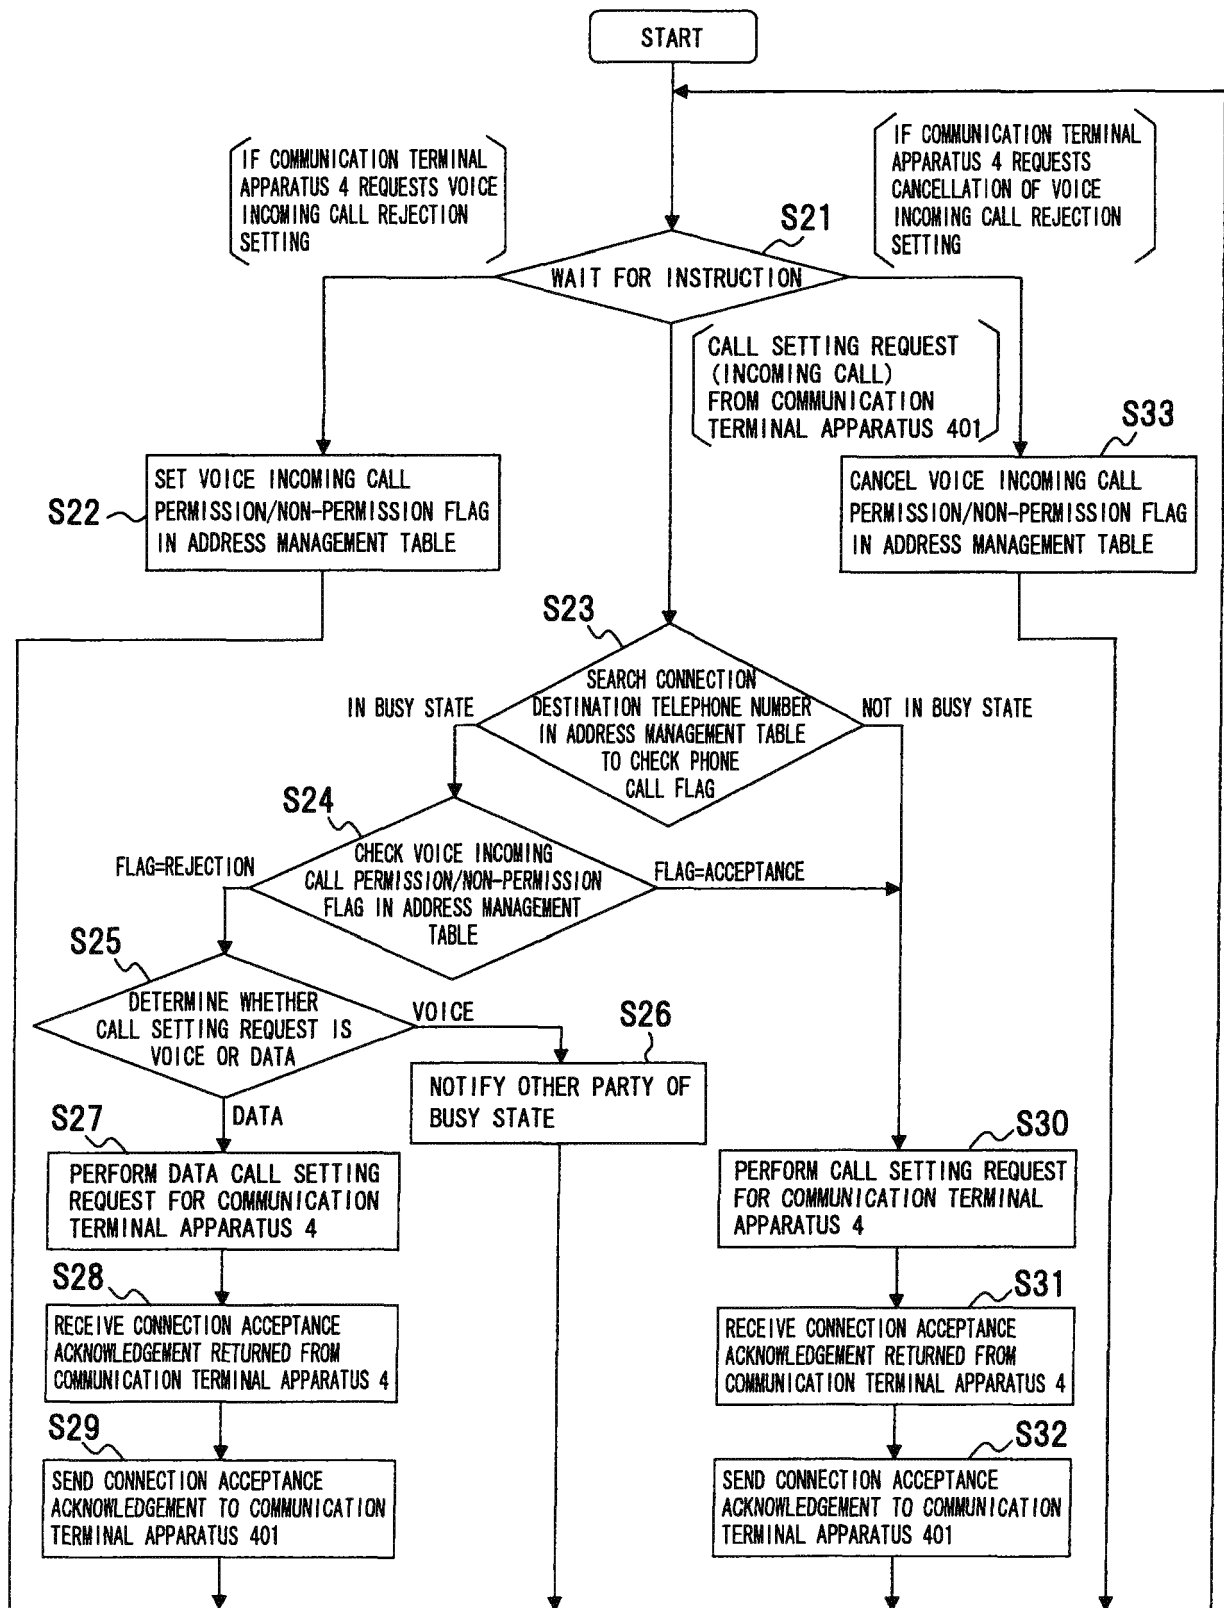 START
IF COMMUNICATION TERMINAL
APPARATUS 4 REQUESTS VOICE
INCOMING CALL REJECTION
SETTING
IF COMMUNICATION TERMINAL
APPARATUS 4 REQUESTS
CANCELLATION OF VOICE
INCOMING CALL REJECTION
SETTING
S21
WAIT FOR INSTRUCTION
CALL SETTING REQUEST
(INCOMING CALL)
FROM COMMUNICATION
TERMINAL APPARATUS 401
S22
SET VOICE INCOMING CALL
PERMISSION/NON-PERMISSION FLAG
IN ADDRESS MANAGEMENT TABLE
S33
CANCEL VOICE INCOMING CALL
PERMISSION/NON-PERMISSION FLAG
IN ADDRESS MANAGEMENT TABLE
S23
SEARCH CONNECTION
DESTINATION TELEPHONE NUMBER
IN ADDRESS MANAGEMENT TABLE
TO CHECK PHONE
CALL FLAG
IN BUSY STATE
NOT IN BUSY STATE
S24
CHECK VOICE INCOMING
CALL PERMISSION/NON-PERMISSION
FLAG IN ADDRESS MANAGEMENT
TABLE
FLAG=REJECTION
FLAG=ACCEPTANCE
S25
DETERMINE WHETHER
CALL SETTING REQUEST IS
VOICE OR DATA
VOICE
DATA
S26
NOTIFY OTHER PARTY OF
BUSY STATE
S27
PERFORM DATA CALL SETTING
REQUEST FOR COMMUNICATION
TERMINAL APPARATUS 4
S28
RECEIVE CONNECTION ACCEPTANCE
ACKNOWLEDGEMENT RETURNED FROM
COMMUNICATION TERMINAL APPARATUS 4
S29
SEND CONNECTION ACCEPTANCE
ACKNOWLEDGEMENT TO COMMUNICATION
TERMINAL APPARATUS 401
S30
PERFORM CALL SETTING REQUEST
FOR COMMUNICATION TERMINAL
APPARATUS 4
S31
RECEIVE CONNECTION ACCEPTANCE
ACKNOWLEDGEMENT RETURNED FROM
COMMUNICATION TERMINAL APPARATUS 4
S32
SEND CONNECTION ACCEPTANCE
ACKNOWLEDGEMENT TO COMMUNICATION
TERMINAL APPARATUS 401